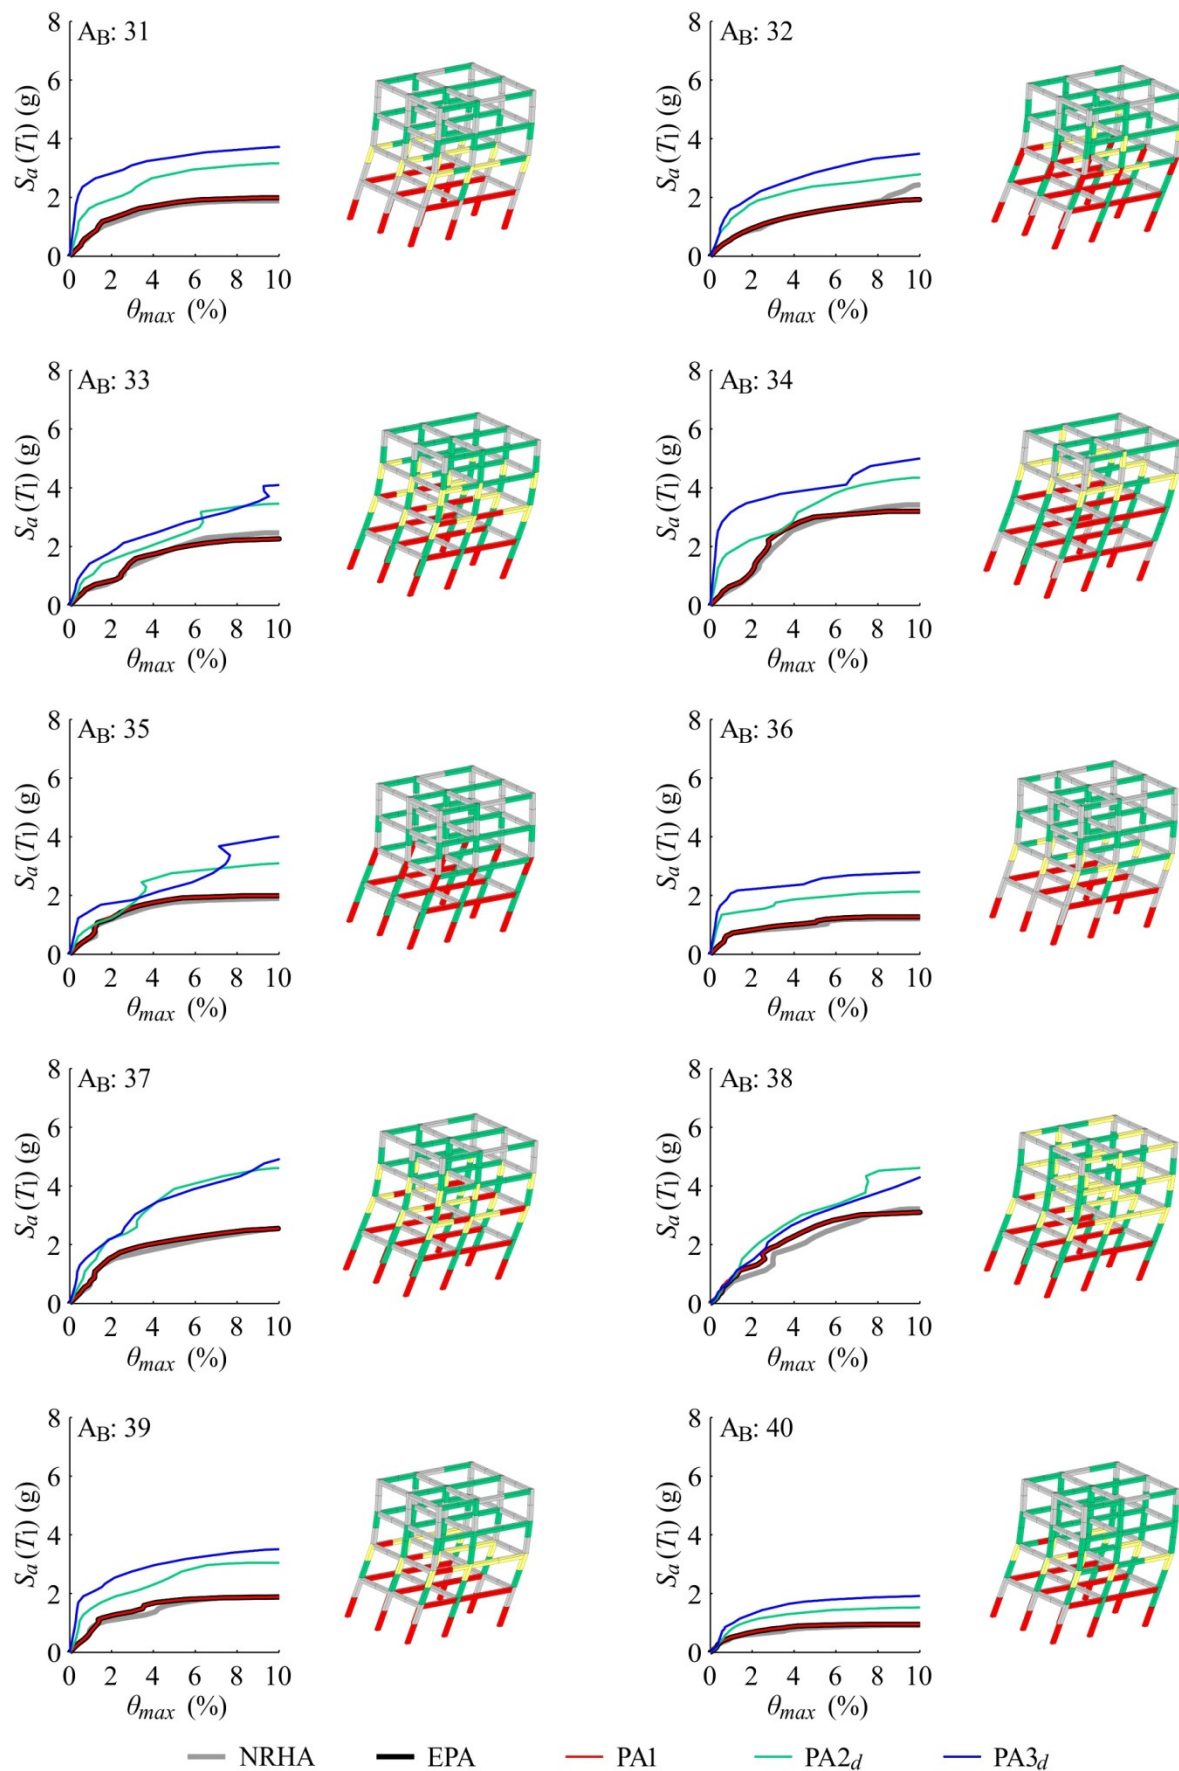 A_B: 31
A_B: 32
8
6
4
2
0
S_a(T_1) (g)
0 2 4 6 8 10
θ_max (%)
8
6
4
2
0
S_a(T_1) (g)
0 2 4 6 8 10
θ_max (%)
A_B: 33
A_B: 34
8
6
4
2
0
S_a(T_1) (g)
0 2 4 6 8 10
θ_max (%)
8
6
4
2
0
S_a(T_1) (g)
0 2 4 6 8 10
θ_max (%)
A_B: 35
A_B: 36
8
6
4
2
0
S_a(T_1) (g)
0 2 4 6 8 10
θ_max (%)
8
6
4
2
0
S_a(T_1) (g)
0 2 4 6 8 10
θ_max (%)
A_B: 37
A_B: 38
8
6
4
2
0
S_a(T_1) (g)
0 2 4 6 8 10
θ_max (%)
8
6
4
2
0
S_a(T_1) (g)
0 2 4 6 8 10
θ_max (%)
A_B: 39
A_B: 40
8
6
4
2
0
S_a(T_1) (g)
0 2 4 6 8 10
θ_max (%)
8
6
4
2
0
S_a(T_1) (g)
0 2 4 6 8 10
θ_max (%)
NRHA EPA PA1 PA2_d PA3_d